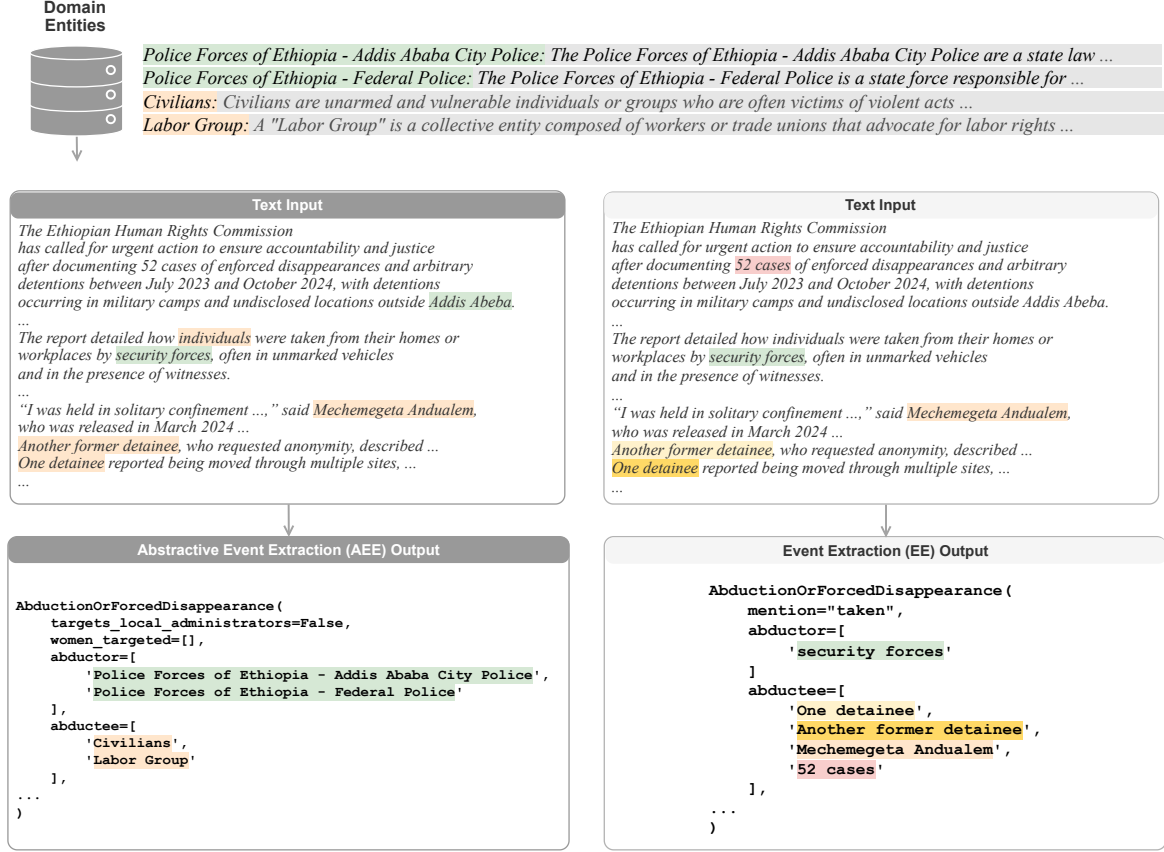 Domain
Entities
Police Forces of Ethiopia - Addis Ababa City Police: The Police Forces of Ethiopia - Addis Ababa City Police are a state law ...
Police Forces of Ethiopia - Federal Police: The Police Forces of Ethiopia - Federal Police is a state force responsible for ...
Civilians: Civilians are unarmed and vulnerable individuals or groups who are often victims of violent acts ...
Labor Group: A "Labor Group" is a collective entity composed of workers or trade unions that advocate for labor rights ...
Text Input
The Ethiopian Human Rights Commission
has called for urgent action to ensure accountability and justice
after documenting 52 cases of enforced disappearances and arbitrary
detentions between July 2023 and October 2024, with detentions
occurring in military camps and undisclosed locations outside Addis Abeba.
...
The report detailed how individuals were taken from their homes or
workplaces by security forces, often in unmarked vehicles
and in the presence of witnesses.
...
“I was held in solitary confinement ...,” said Mechemegeta Andualem,
who was released in March 2024 ...
Another former detainee, who requested anonymity, described ...
One detainee reported being moved through multiple sites, ...
...
Text Input
The Ethiopian Human Rights Commission
has called for urgent action to ensure accountability and justice
after documenting 52 cases of enforced disappearances and arbitrary
detentions between July 2023 and October 2024, with detentions
occurring in military camps and undisclosed locations outside Addis Abeba.
...
The report detailed how individuals were taken from their homes or
workplaces by security forces, often in unmarked vehicles
and in the presence of witnesses.
...
“I was held in solitary confinement ...,” said Mechemegeta Andualem,
who was released in March 2024 ...
Another former detainee, who requested anonymity, described ...
One detainee reported being moved through multiple sites, ...
...
Abstractive Event Extraction (AEE) Output
AbductionOrForcedDisappearance(
targets_local_administrators=False,
women_targeted=[],
abductor=[
'Police Forces of Ethiopia - Addis Ababa City Police',
'Police Forces of Ethiopia - Federal Police'
],
abductee=[
'Civilians',
'Labor Group'
],
...
)
Event Extraction (EE) Output
AbductionOrForcedDisappearance(
mention="taken",
abductor=[
'security forces'
]
abductee=[
'One detainee',
'Another former detainee',
'Mechemegeta Andualem',
'52 cases'
],
...
)